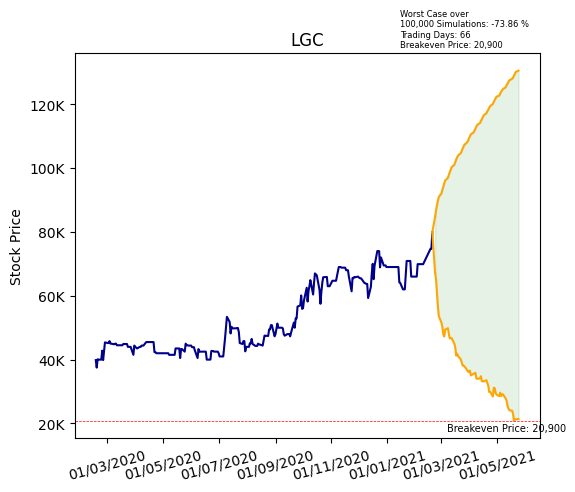 Worst Case over
100,000 Simulations: -73.86 %
Trading Days: 66
Breakeven Price: 20,900
LGC
Stock Price
120K
100K
80K
60K
40K
20K
Breakeven Price: 20,900
01/03/2020
01/05/2020
01/07/2020
01/09/2020
01/11/2020
01/01/2021
01/03/2021
01/05/2021